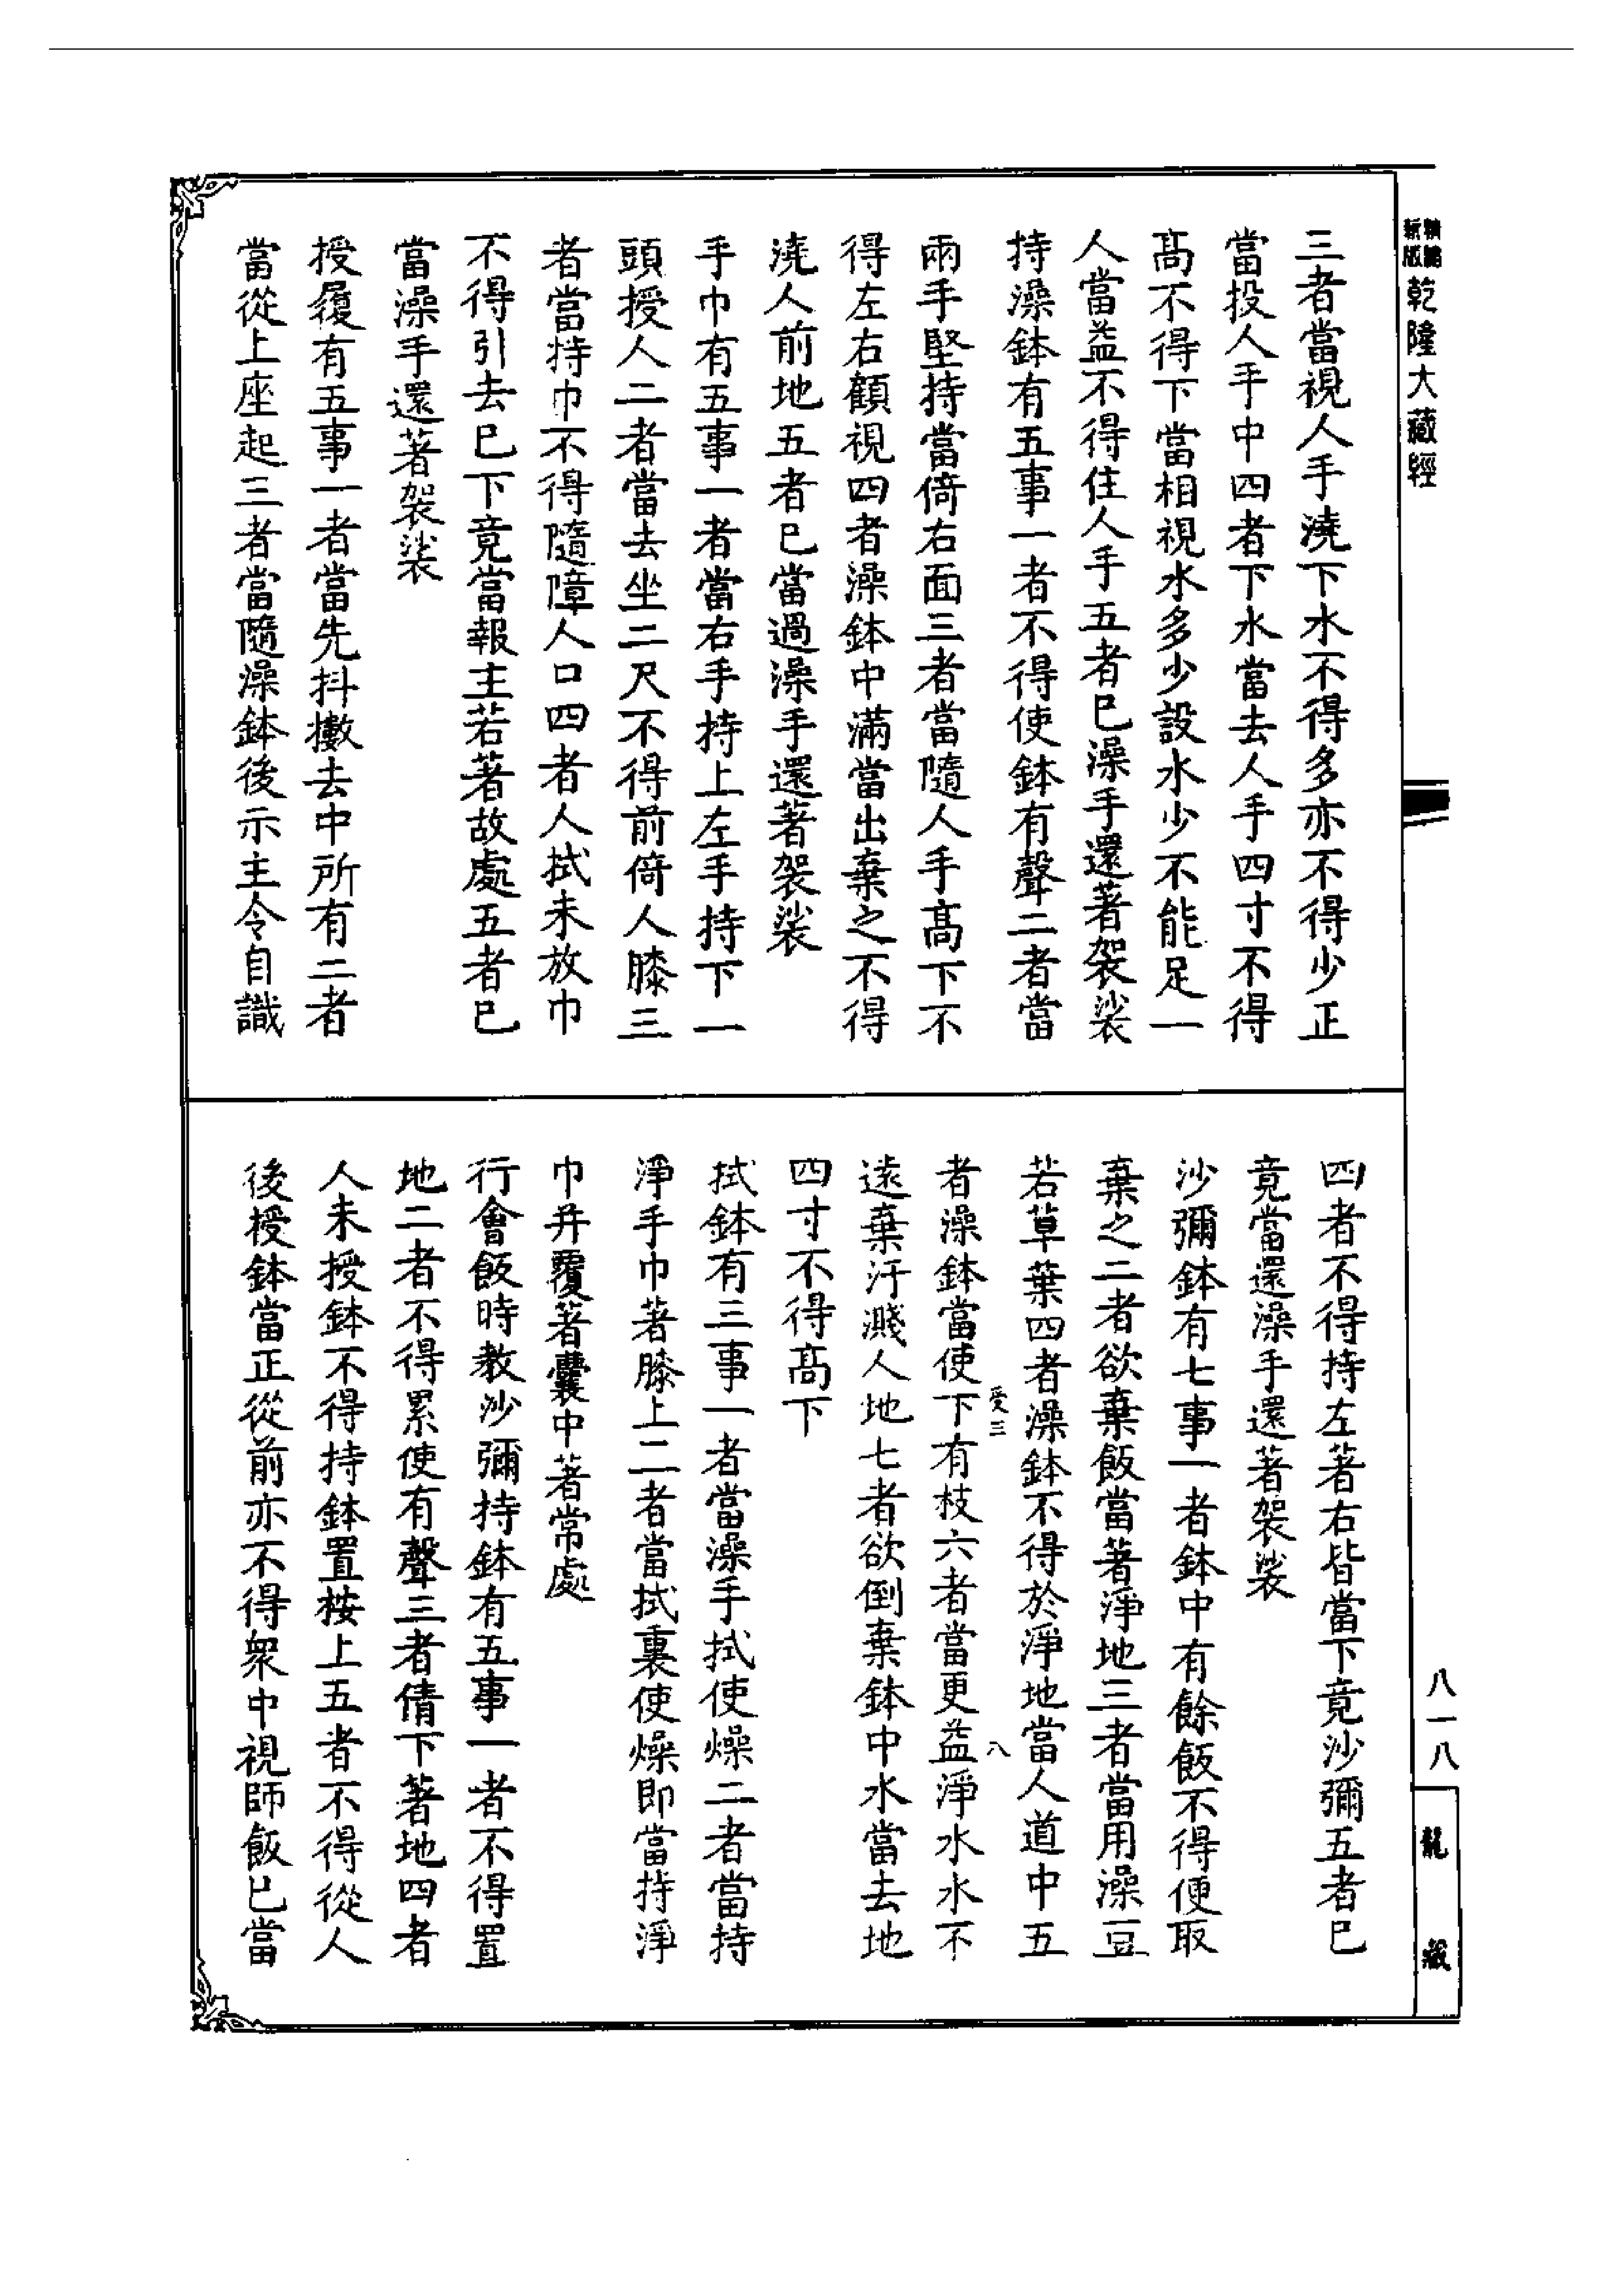 新編
新版
乾隆大藏經
三者當視人手澆下水不得多亦不得少正
當投人手中四者下水當去人手四寸不得
髙不得下當相視水多少設水少不能足一
人當益不得住人手五者已澡手還著袈裟
持澡鉢有五事一者不得使鉢有聲二者當
兩手堅持當倚右面三者當隨人手髙下不
得左右顧視四者澡鉢中滿當出棄之不得
澆人前地五者已當過澡手還著袈裟
手巾有五事一者當右手持上左手持下一
頭授人二者當去坐二尺不得前倚人膝三
者當持巾不得隨障人口四者人拭未放巾
不得引去已下竟當報主若著故處五者已
當澡手還著袈裟
授履有五事一者當先抖擻去中所有二者
當從上座起三者當隨澡鉢後示主令自識
四者不得持左著右皆當下竟沙彌五者已
竟當還澡手還著袈裟
沙彌鉢有七事一者鉢中有餘飯不得便取
棄之二者欲棄飯當著淨地三者當用澡豆
若草葉四者澡鉢不得於淨地當人道中五
者澡鉢當使下有枝六者當更益淨水水不
受三
八
遠棄汙濺人地七者欲倒棄鉢中水當去地
四寸不得髙下
拭鉢有三事一者當澡手拭使燥二者當持
淨手巾著膝上二者當拭裏使燥即當持淨
巾幷覆著囊中著常處
行會飯時教沙彌持鉢有五事一者不得置
地二者不得累使有聲三者倩下著地四者
人未授鉢不得持鉢置桉上五者不得從人
後授鉢當正從前亦不得衆中視師飯已當
八一八
龍藏